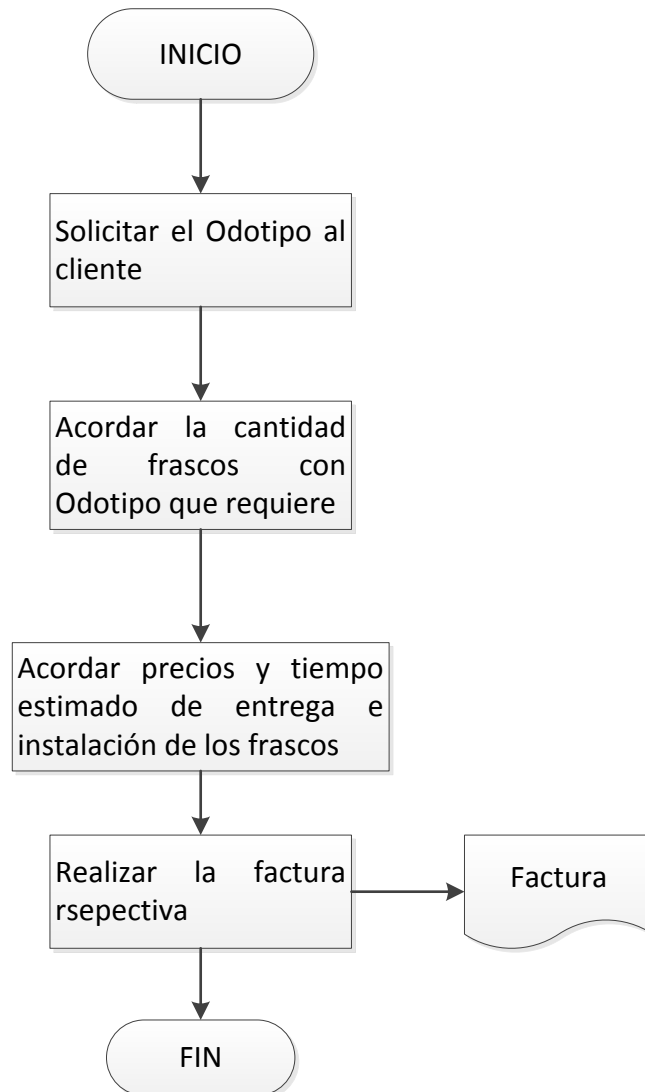 INICIO
Solicitar el Odotipo al
cliente
Acordar la cantidad
de frascos con
Odotipo que requiere
Acordar precios y tiempo
estimado de entrega e
instalación de los frascos
Realizar la factura
rsepectiva
Factura
FIN